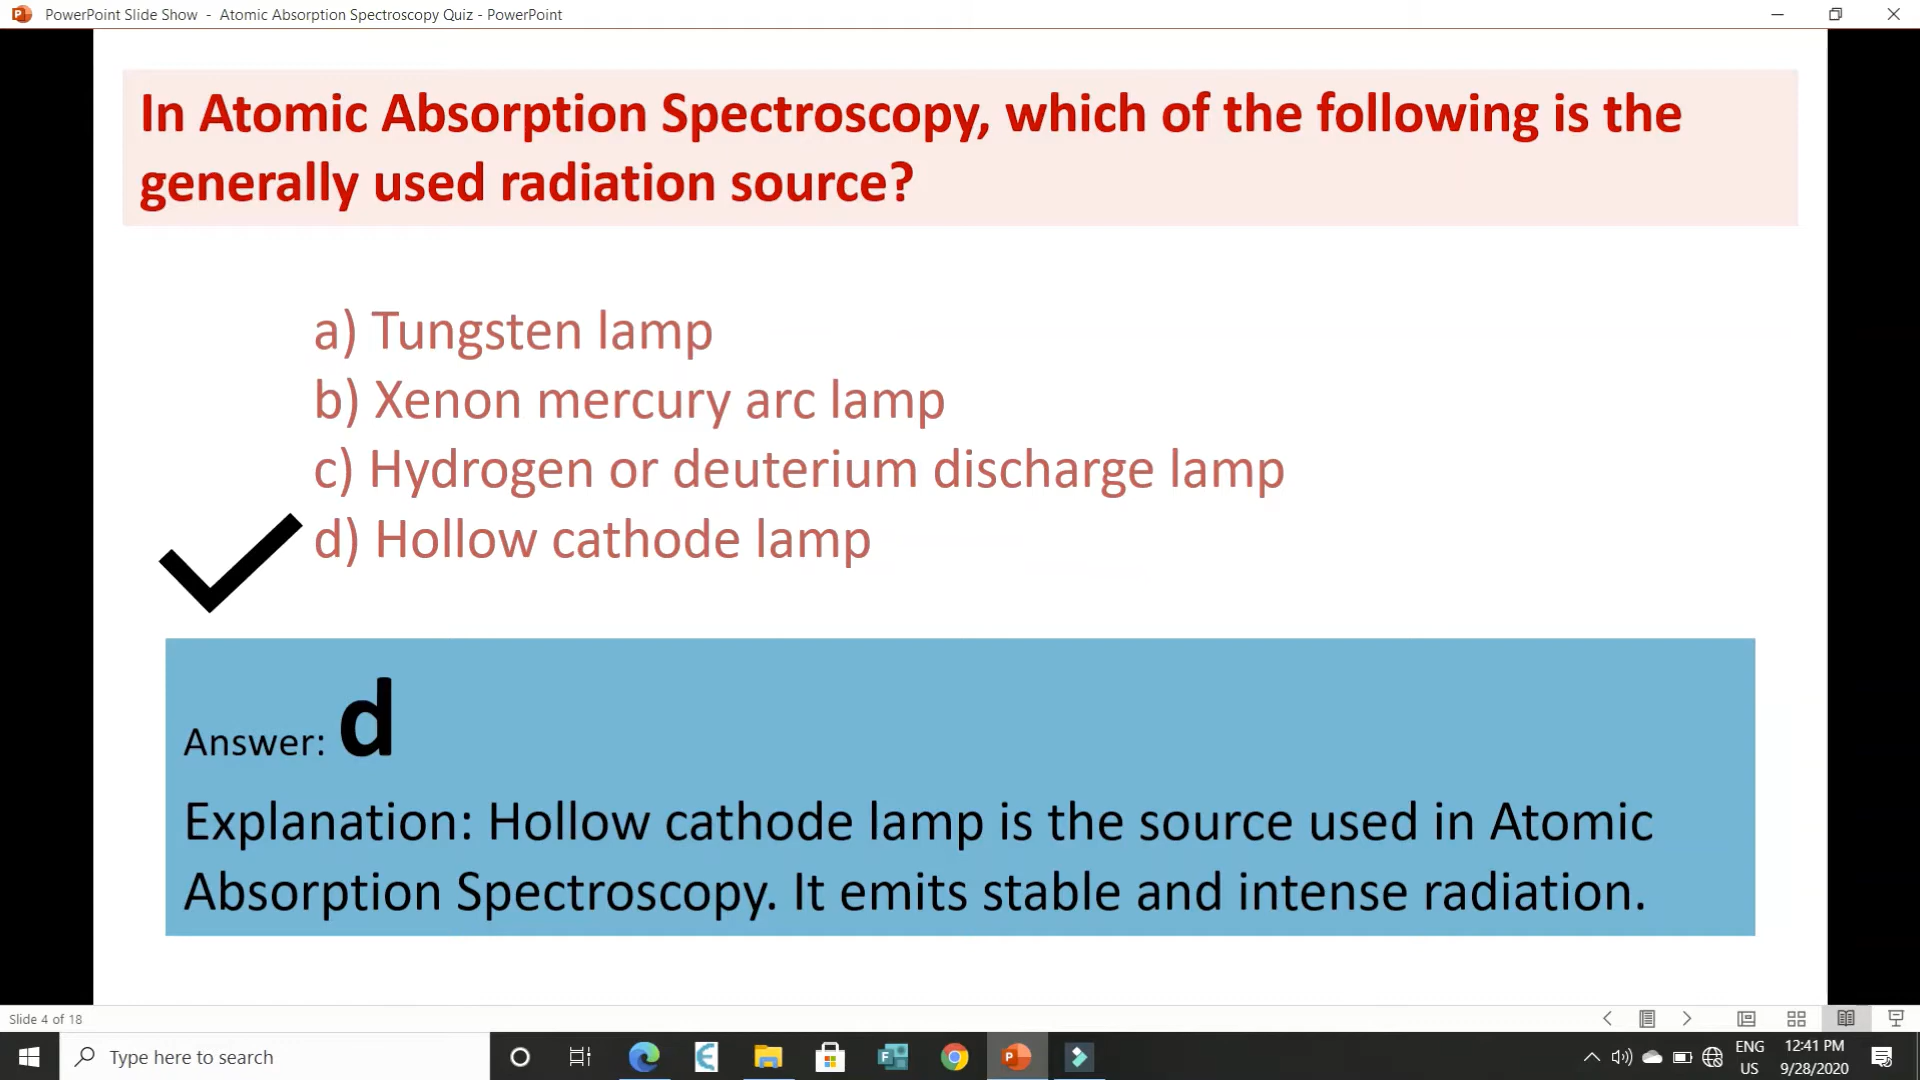 PowerPoint Slide Show - Atomic Absorption Spectroscopy Quiz - PowerPoint
In Atomic Absorption Spectroscopy, which of the following is the
generally used radiation source?
a) Tungsten lamp
b) Xenon mercury arc lamp
c) Hydrogen or deuterium discharge lamp
d) Hollow cathode lamp
Answer: d
Explanation: Hollow cathode lamp is the source used in Atomic
Absorption Spectroscopy. It emits stable and intense radiation.
Slide 4 of 18
Type here to search
ENG
US
12:41 PM
9/28/2020